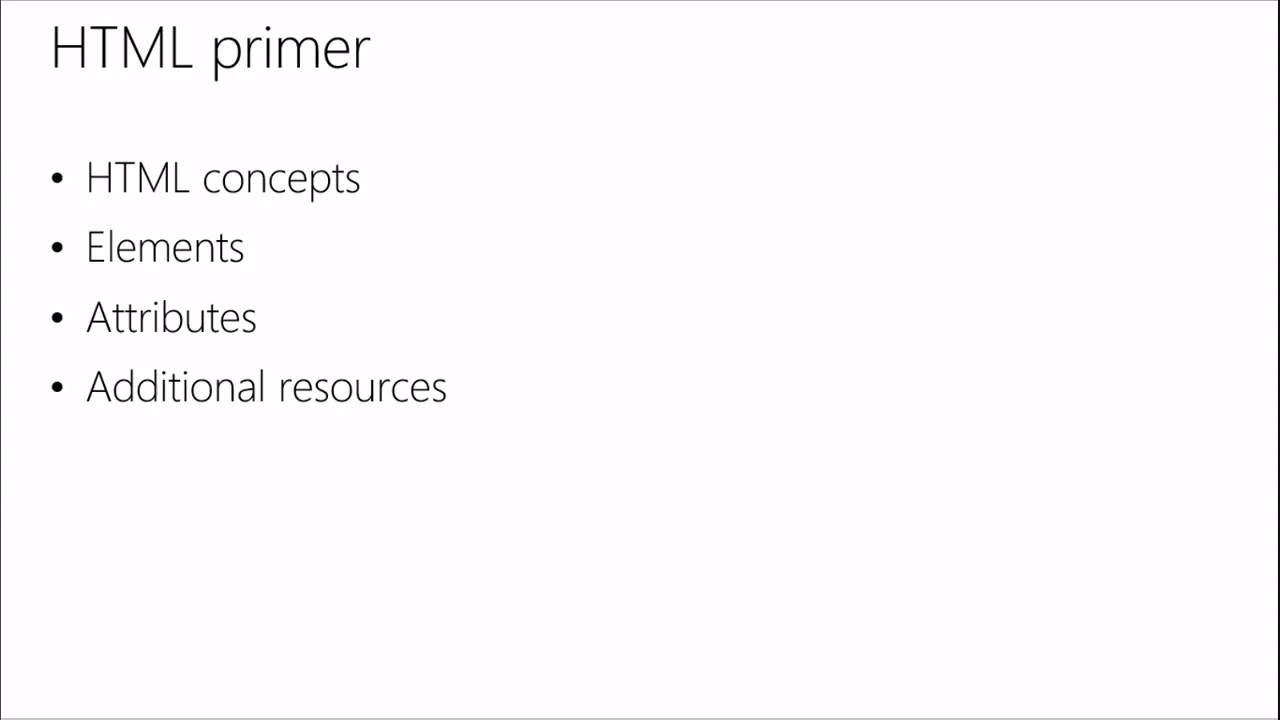 HTML primer
• HTML concepts
• Elements
• Attributes
• Additional resources